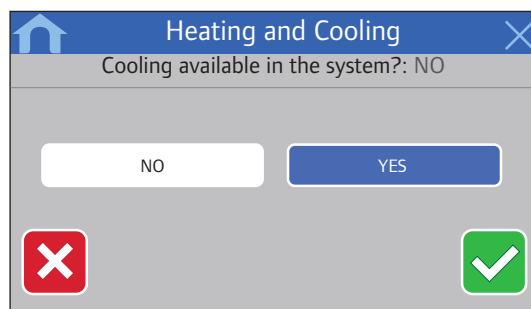 Heating and Cooling
Cooling available in the system?: NO
NO
YES